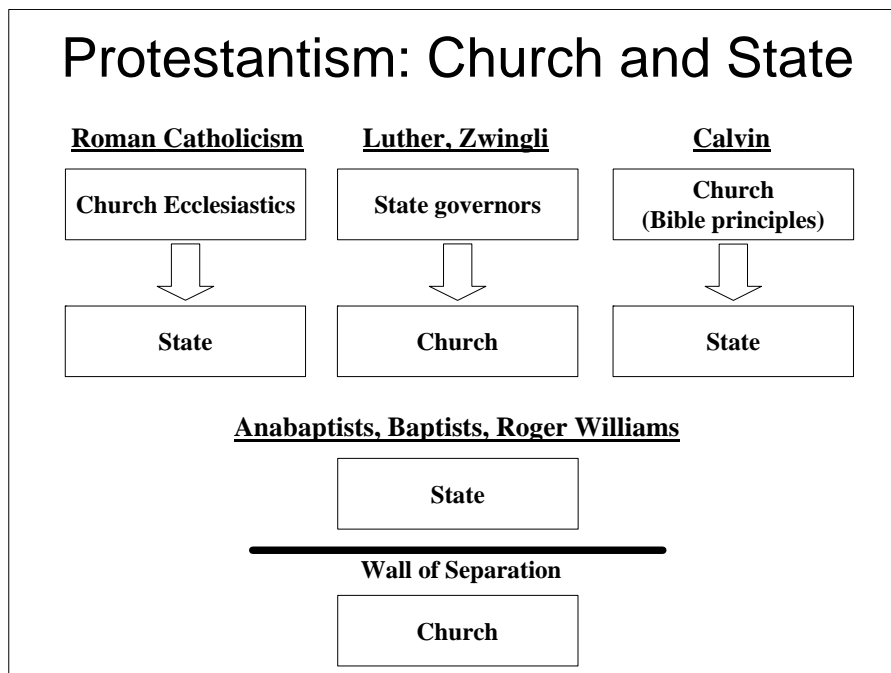 Protestantism: Church and State
Roman Catholicism
Church Ecclesiastics
State
Luther, Zwingli
State governors
Church
Calvin
Church
(Bible principles)
State
Anabaptists, Baptists, Roger Williams
State
Wall of Separation
Church